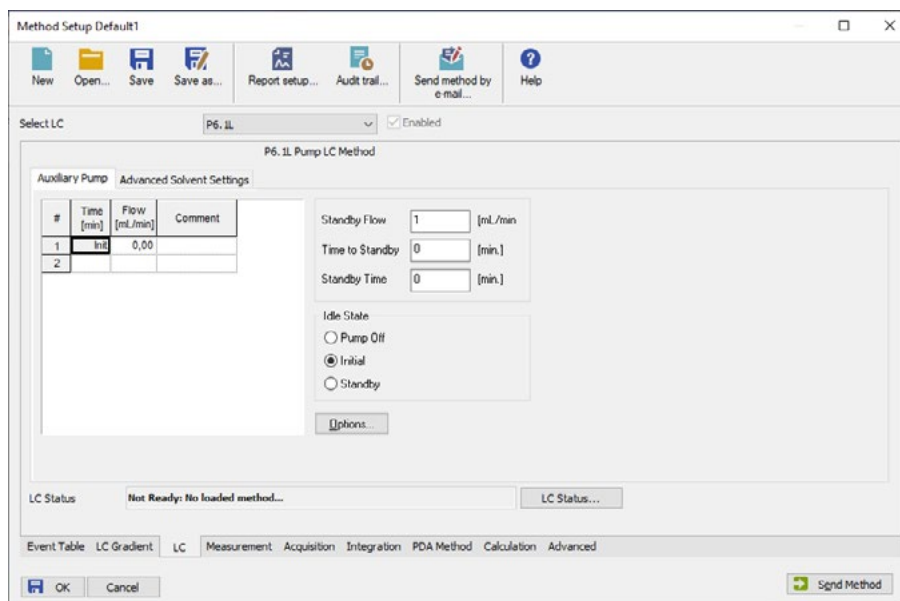 Method Setup Default1
New Open... Save Save as... Report setup... Audit trail... Send method by e-mail... Help
Select LC P6.1L Enabled
P6.1L Pump LC Method
Auxiliary Pump Advanced Solvent Settings
# Time [min] Flow [mL/min] Comment
1 Init 0,00
2
Standby Flow 1 [mL/min
Time to Standby 0 [min.]
Standby Time 0 [min.]
Idle State
Pump Off
Initial
Standby
Options...
LC Status Not Ready: No loaded method... LC Status...
Event Table LC Gradient LC Measurement Acquisition Integration PDA Method Calculation Advanced
OK Cancel Send Method